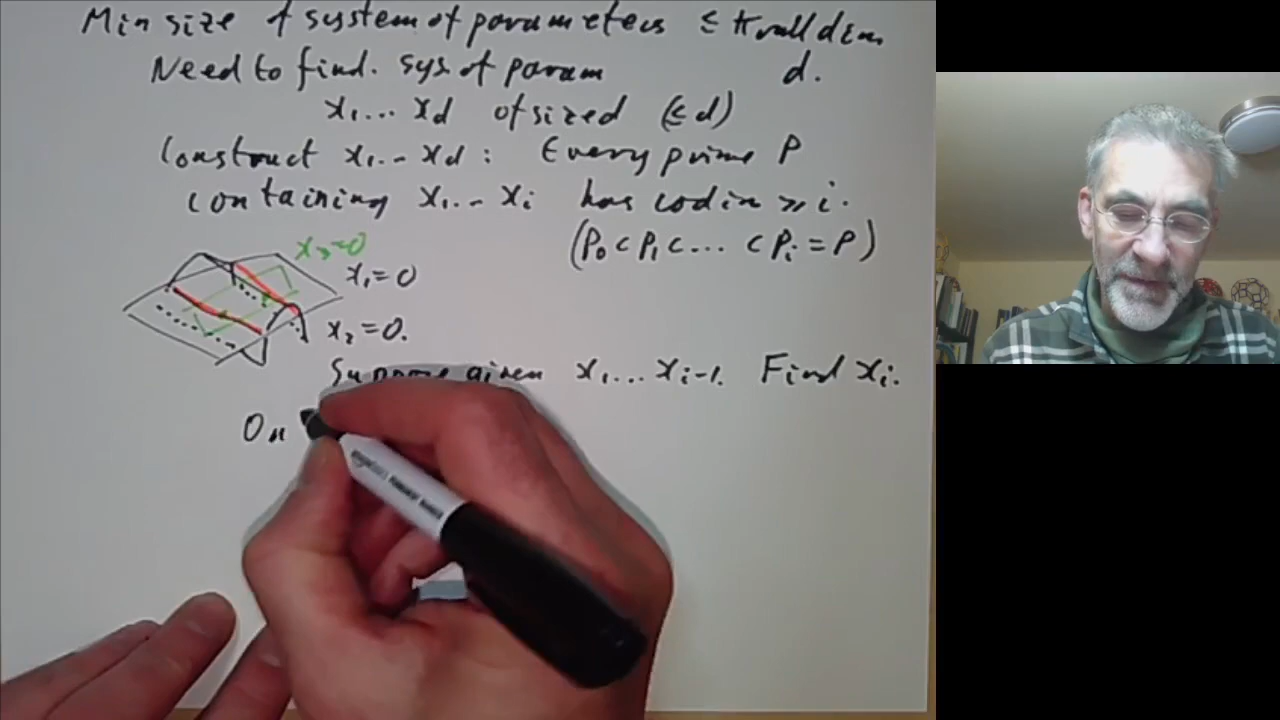 Min size of system of parameters ≤ Krull dim
Need to find. sys of param d.
x₁... x_d of size d (≤ d)
Construct x₁.. x_d : Every prime P
containing x₁.. x_i has codim ≥ i.
(P₀ ⊂ P₁ ⊂ ... ⊂ P_i = P)
x₃=0
x₁=0
x₂=0.
Suppose given x₁... x_{i-1}. Find x_i.
On